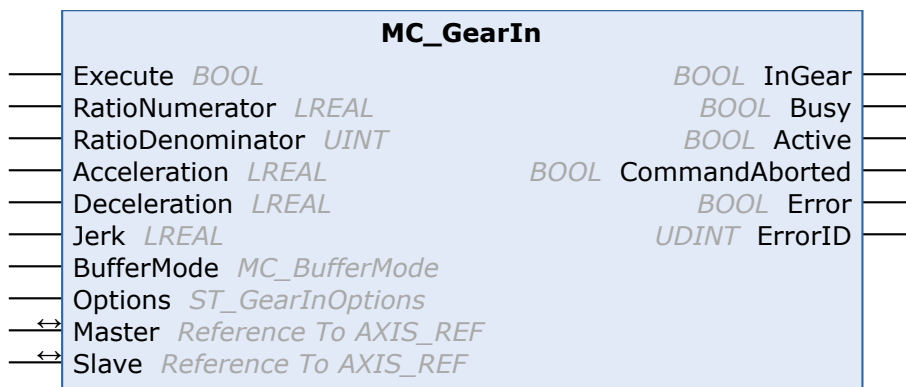 MC_GearIn
Execute BOOL BOOL InGear
RatioNumerator LREAL BOOL Busy
RatioDenominator UINT BOOL Active
Acceleration LREAL BOOL CommandAborted
Deceleration LREAL BOOL Error
Jerk LREAL UDINT ErrorID
BufferMode MC_BufferMode
Options ST_GearInOptions
Master Reference To AXIS_REF
Slave Reference To AXIS_REF